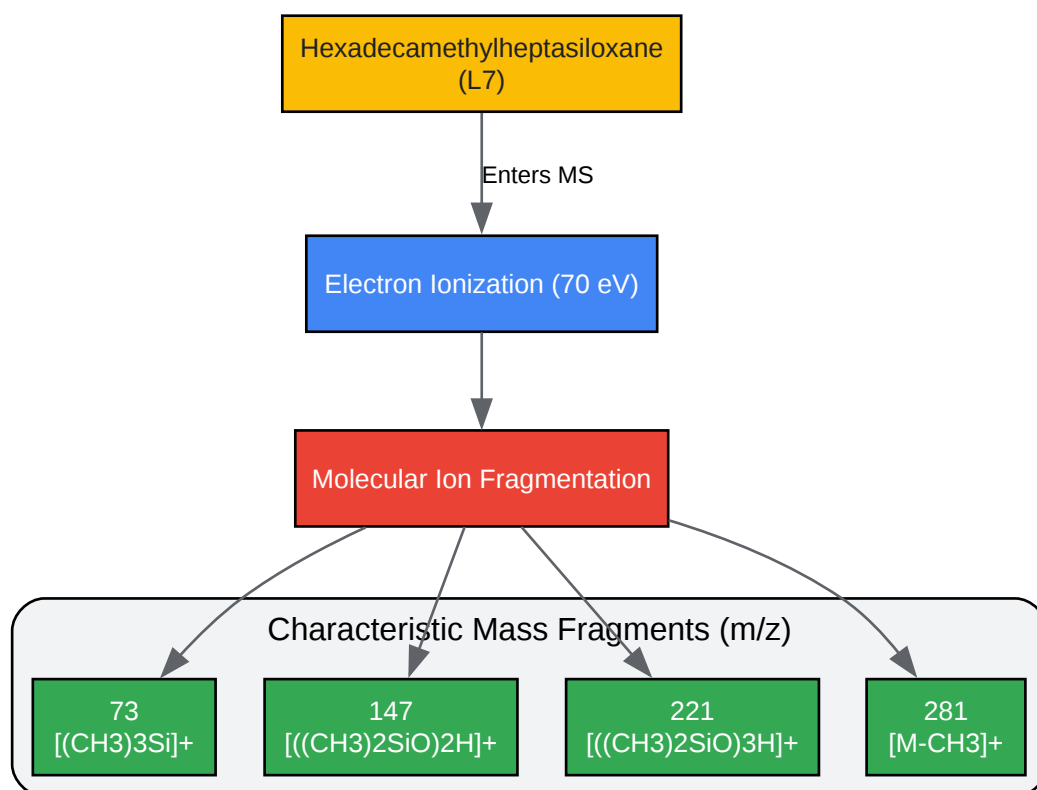 Hexadecamethylheptasiloxane
(L7)
Enters MS
Electron Ionization (70 eV)
Molecular Ion Fragmentation
Characteristic Mass Fragments (m/z)
73
[(CH3)3Si]+
147
[((CH3)2SiO)2H]+
221
[((CH3)2SiO)3H]+
281
[M-CH3]+